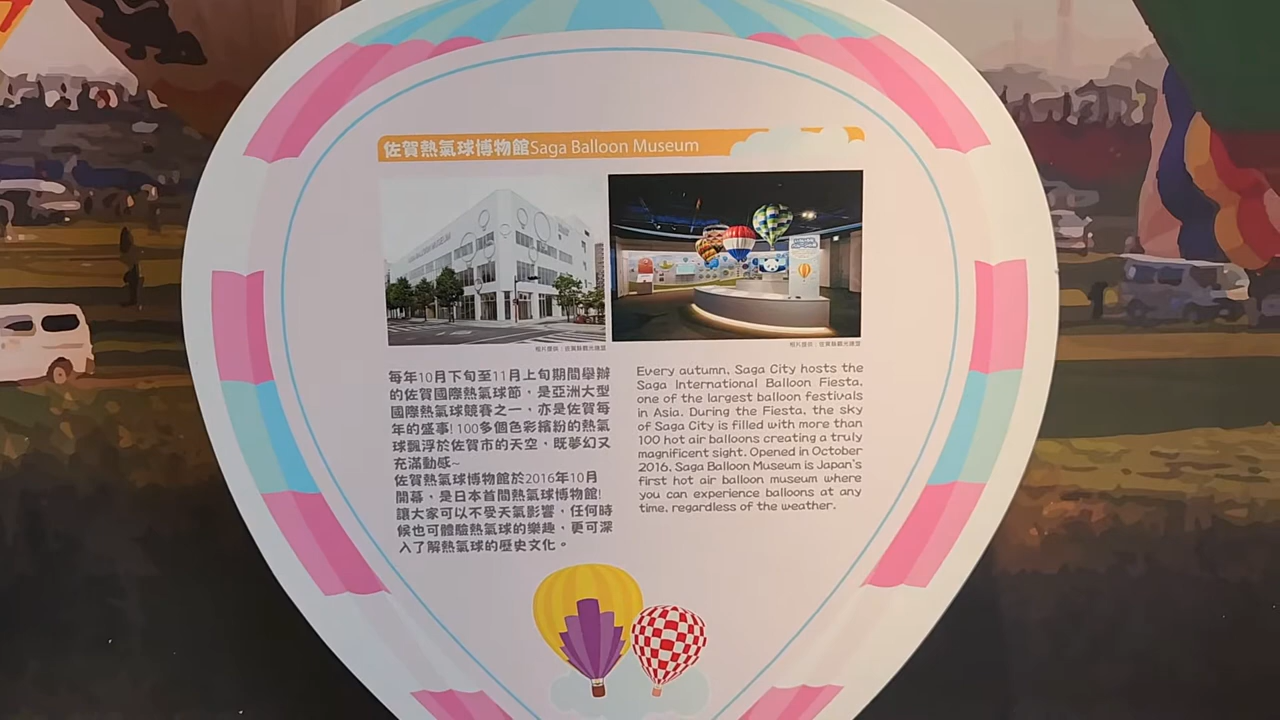 佐賀熱氣球博物館Saga Balloon Museum
相片提供：佐賀縣觀光連盟
相片提供：佐賀縣觀光連盟
每年10月下旬至11月上旬期間舉辦
的佐賀國際熱氣球節，是亞洲大型
國際熱氣球競賽之一，亦是佐賀每
年的盛事! 100多個色彩繽紛的熱氣
球飄浮於佐賀市的天空，既夢幻又
充滿動感~
佐賀熱氣球博物館於2016年10月
開幕，是日本首間熱氣球博物館!
讓大家可以不受天氣影響，任何時
候也可體驗熱氣球的樂趣，更可深
入了解熱氣球的歷史文化。
Every autumn, Saga City hosts the
Saga International Balloon Fiesta,
one of the largest balloon festivals
in Asia. During the Fiesta, the sky
of Saga City is filled with more than
100 hot air balloons creating a truly
magnificent sight. Opened in October
2016, Saga Balloon Museum is Japan's
first hot air balloon museum where
you can experience balloons at any
time, regardless of the weather.